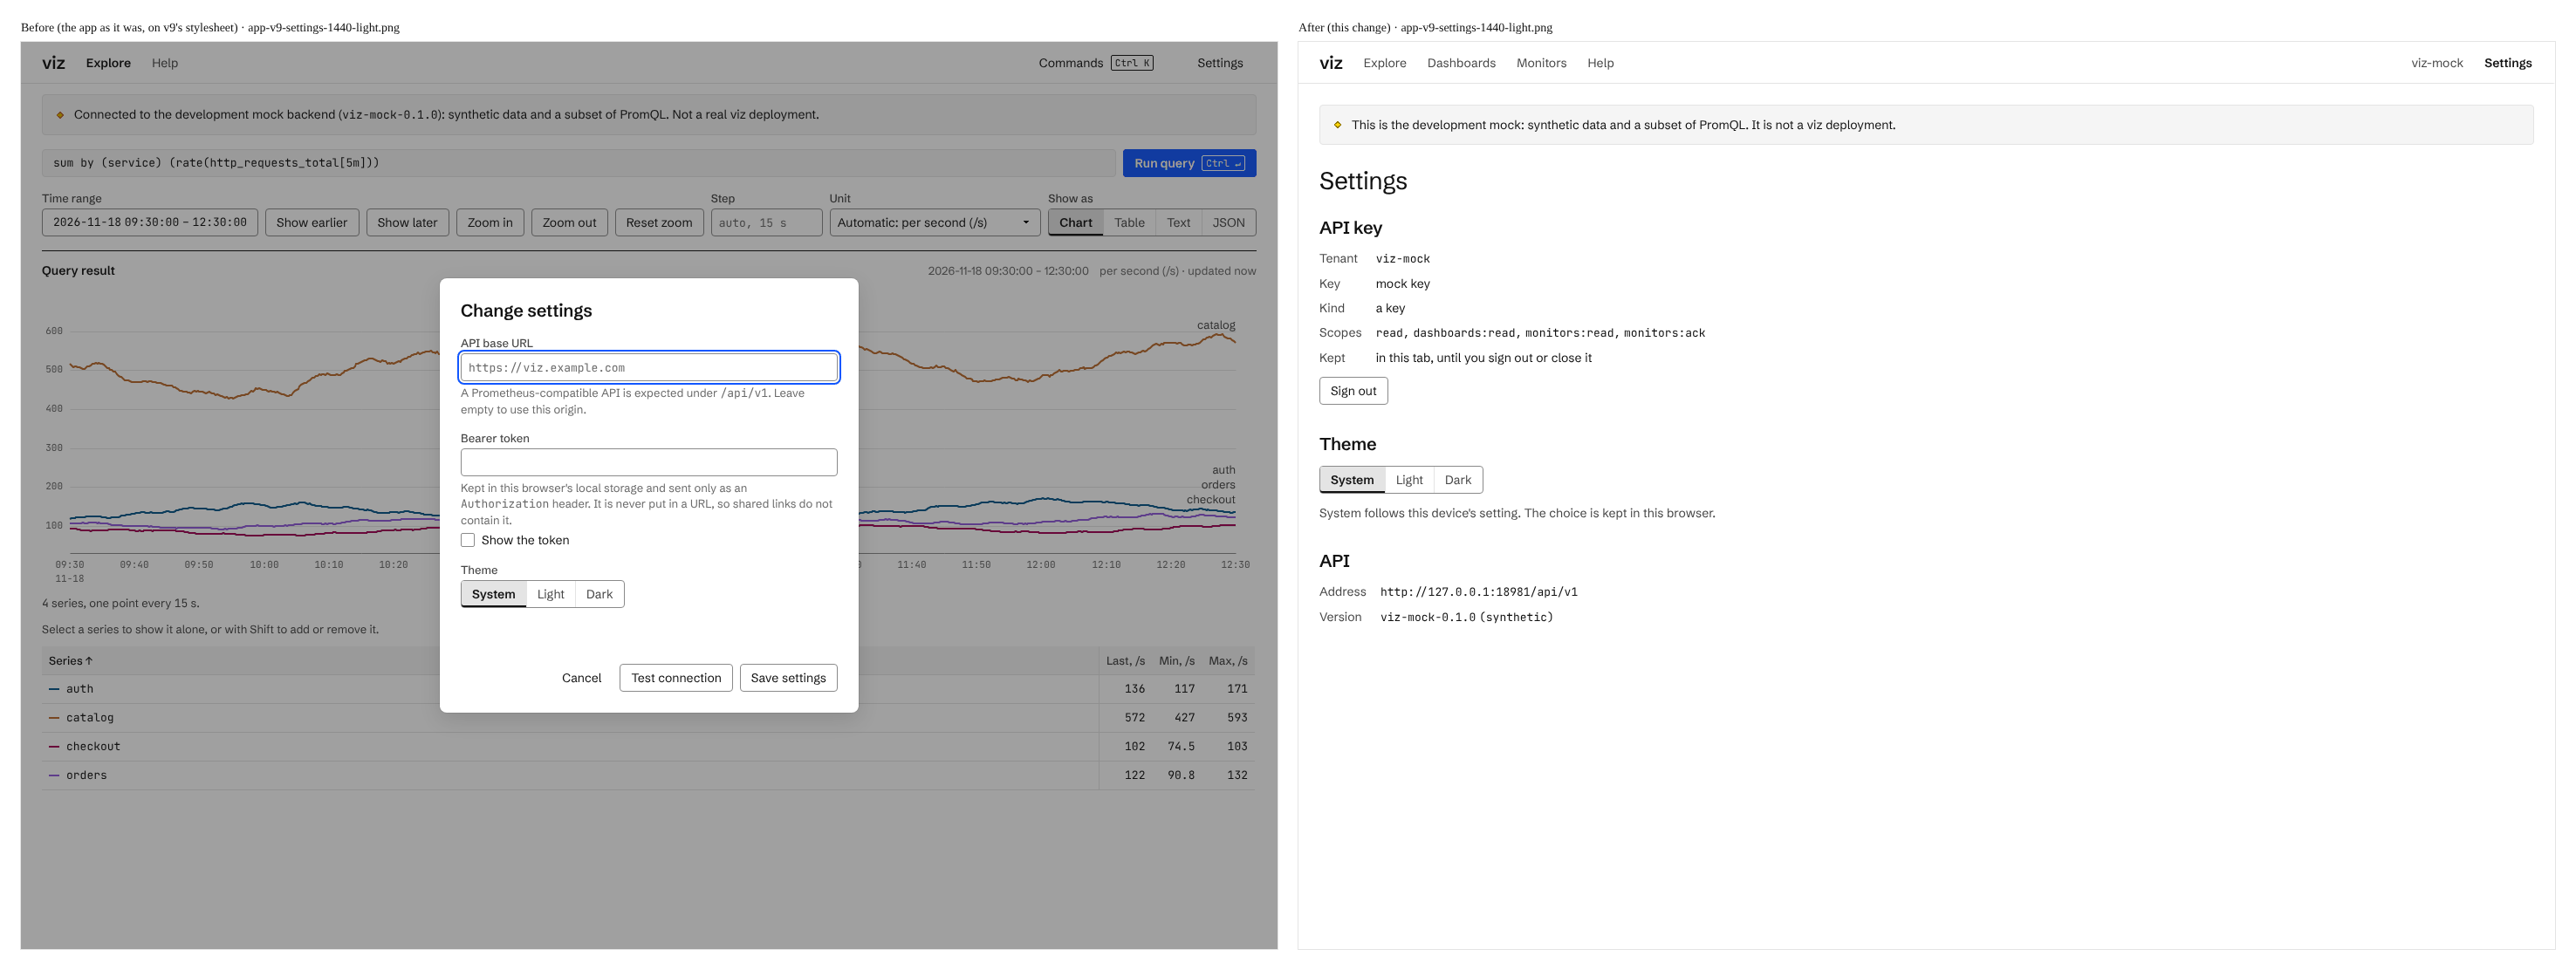 Before (the app as it was, on v9's stylesheet) · app-v9-settings-1440-light.png
viz Explore Help Commands Ctrl K Settings
Connected to the development mock backend (viz-mock-0.1.0): synthetic data and a subset of PromQL. Not a real viz deployment.
sum by (service) (rate(http_requests_total[5m])) Run query Ctrl ↵
Time range Step Unit Show as
2026-11-18 09:30:00 – 12:30:00 Show earlier Show later Zoom in Zoom out Reset zoom auto, 15 s Automatic: per second (/s) Chart Table Text JSON
Query result 2026-11-18 09:30:00 – 12:30:00 per second (/s) · updated now
600
500
400
300
200
100
catalog
auth
orders
checkout
09:30 09:40 09:50 10:00 10:10 10:20 11:40 11:50 12:00 12:10 12:20 12:30
11-18
4 series, one point every 15 s.
Select a series to show it alone, or with Shift to add or remove it.
Series ↑ Last, /s Min, /s Max, /s
auth 136 117 171
catalog 572 427 593
checkout 102 74.5 103
orders 122 90.8 132
Change settings
API base URL
https://viz.example.com
A Prometheus-compatible API is expected under /api/v1. Leave
empty to use this origin.
Bearer token
Kept in this browser's local storage and sent only as an
Authorization header. It is never put in a URL, so shared links do not
contain it.
Show the token
Theme
System Light Dark
Cancel Test connection Save settings
After (this change) · app-v9-settings-1440-light.png
viz Explore Dashboards Monitors Help viz-mock Settings
This is the development mock: synthetic data and a subset of PromQL. It is not a viz deployment.
Settings
API key
Tenant viz-mock
Key mock key
Kind a key
Scopes read, dashboards:read, monitors:read, monitors:ack
Kept in this tab, until you sign out or close it
Sign out
Theme
System Light Dark
System follows this device's setting. The choice is kept in this browser.
API
Address http://127.0.0.1:18981/api/v1
Version viz-mock-0.1.0 (synthetic)